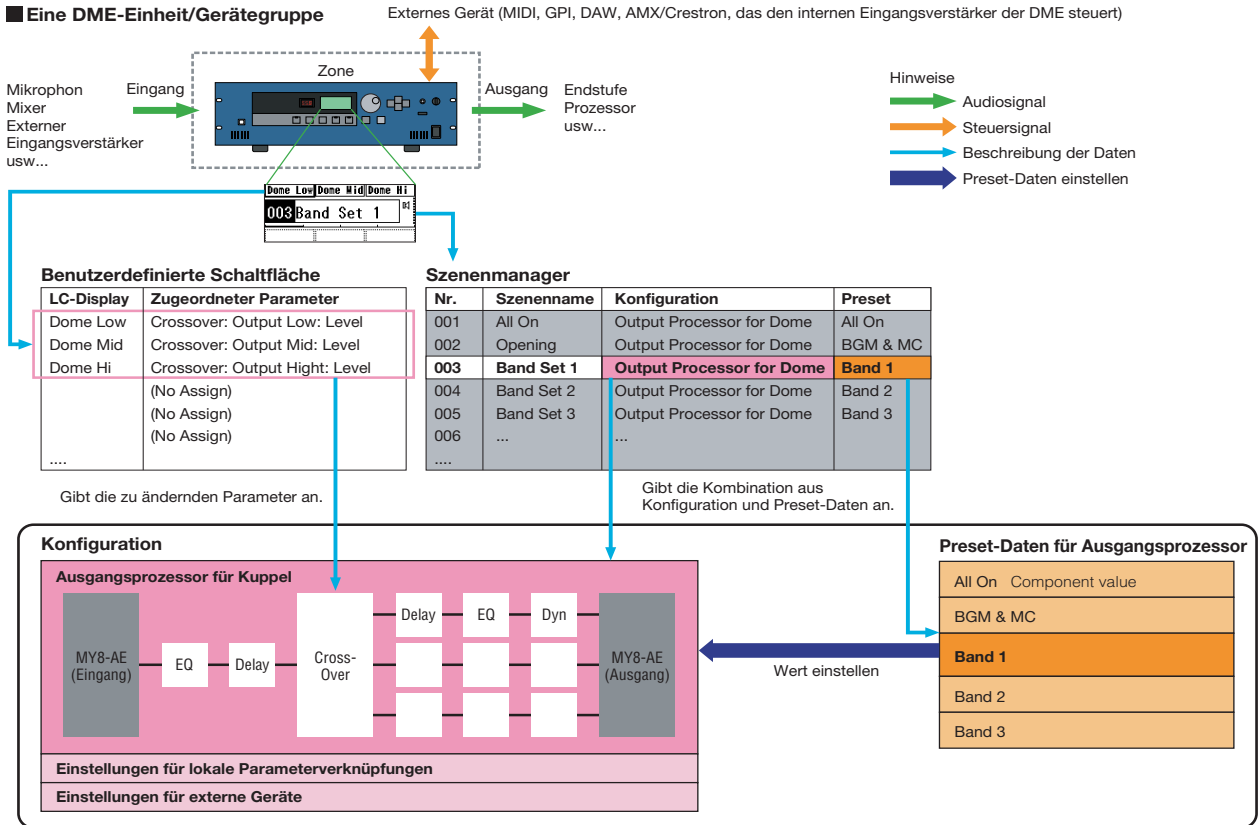 Eine DME-Einheit/Gerätegruppe
Externes Gerät (MIDI, GPI, DAW, AMX/Crestron, das den internen Eingangsverstärker der DME steuert)
Mikrophon
Mixer
Externer
Eingangsverstärker
usw...
Eingang
Zone
Ausgang
Endstufe
Prozessor
usw...
Hinweise
Audiosignal
Steuersignal
Beschreibung der Daten
Preset-Daten einstellen
Dome Low Dome Mid Dome Hi
003 Band Set 1
Benutzerdefinierte Schaltfläche
LC-Display Zugeordneter Parameter
Dome Low Crossover: Output Low: Level
Dome Mid Crossover: Output Mid: Level
Dome Hi Crossover: Output Hight: Level
(No Assign)
(No Assign)
(No Assign)
....
Szenenmanager
Nr. Szenenname Konfiguration Preset
001 All On Output Processor for Dome All On
002 Opening Output Processor for Dome BGM & MC
003 Band Set 1 Output Processor for Dome Band 1
004 Band Set 2 Output Processor for Dome Band 2
005 Band Set 3 Output Processor for Dome Band 3
006 ... ...
....
Gibt die zu ändernden Parameter an.
Gibt die Kombination aus
Konfiguration und Preset-Daten an.
Konfiguration
Ausgangsprozessor für Kuppel
MY8-AE
(Eingang)
EQ
Delay
Cross-
Over
Delay
EQ
Dyn
MY8-AE
(Ausgang)
Einstellungen für lokale Parameterverknüpfungen
Einstellungen für externe Geräte
Wert einstellen
Preset-Daten für Ausgangsprozessor
All On Component value
BGM & MC
Band 1
Band 2
Band 3